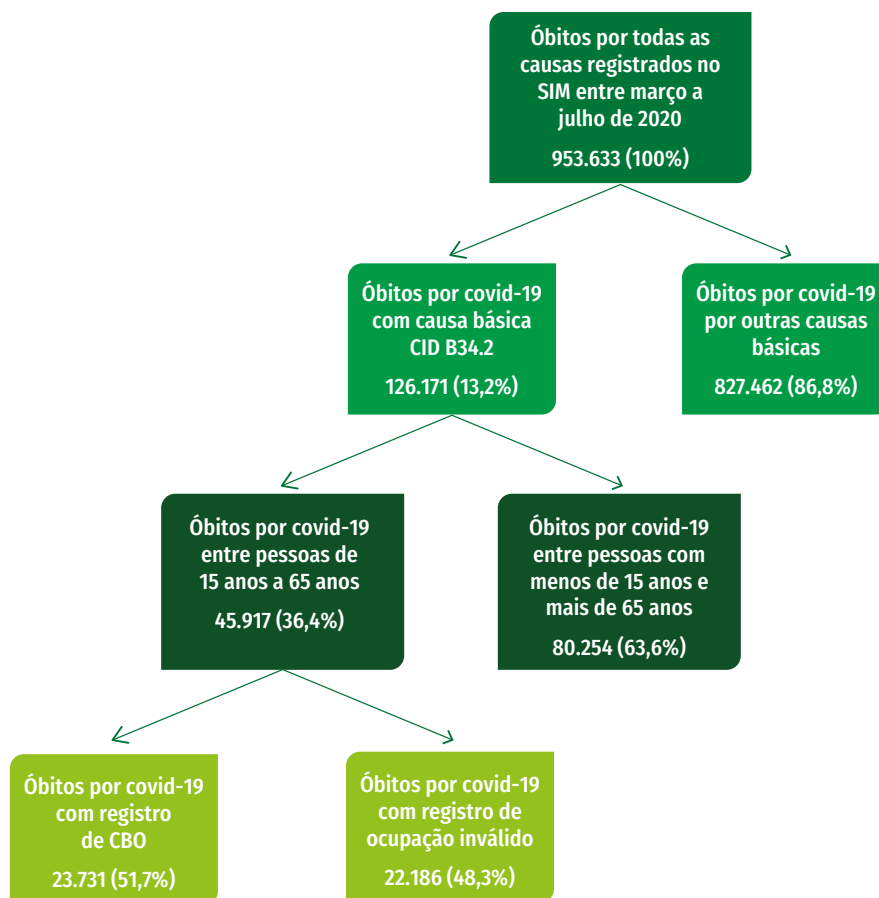 Óbitos por todas as
causas registrados no
SIM entre março a
julho de 2020
953.633 (100%)
Óbitos por covid-19
com causa básica
CID B34.2
126.171 (13,2%)
Óbitos por covid-19
por outras causas
básicas
827.462 (86,8%)
Óbitos por covid-19
entre pessoas de
15 anos a 65 anos
45.917 (36,4%)
Óbitos por covid-19
entre pessoas com
menos de 15 anos e
mais de 65 anos
80.254 (63,6%)
Óbitos por covid-19
com registro
de CBO
23.731 (51,7%)
Óbitos por covid-19
com registro de
ocupação inválido
22.186 (48,3%)